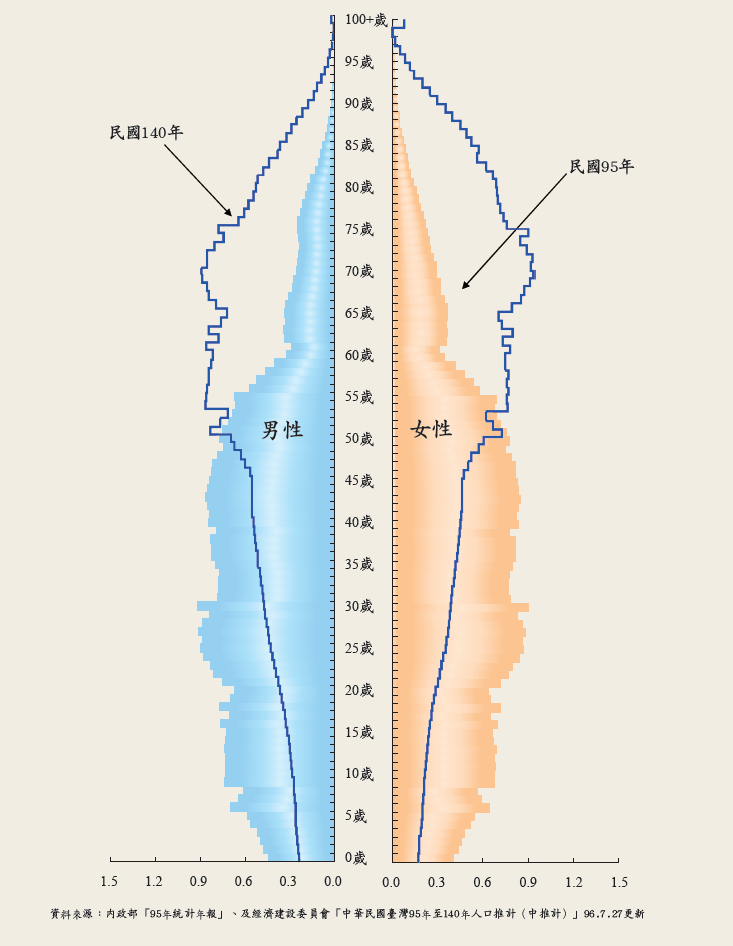 100+歲
95歲
90歲
民國140年
85歲
民國95年
80歲
75歲
70歲
65歲
60歲
55歲
男性
女性
50歲
45歲
40歲
35歲
30歲
25歲
20歲
15歲
10歲
5歲
0歲
1.5 1.2 0.9 0.6 0.3 0.0 0.0 0.3 0.6 0.9 1.2 1.5
資料來源：內政部「95年統計年報」、及經濟建設委員會「中華民國臺灣95年至140年人口推計（中推計）」96.7.27更新